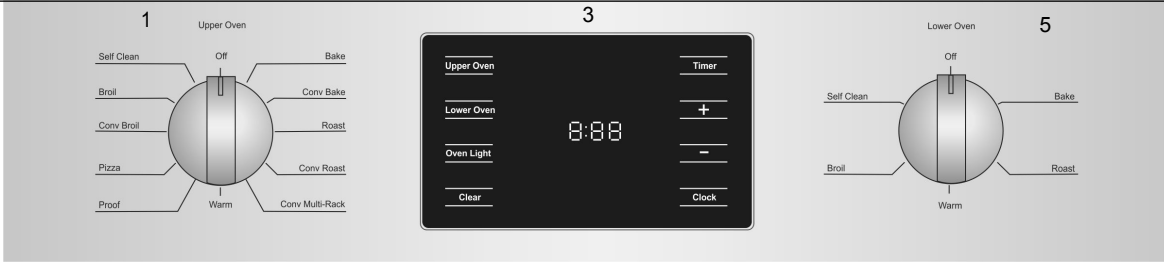 1
Upper Oven
Off
Self Clean
Bake
Broil
Conv Bake
Conv Broil
Roast
Pizza
Conv Roast
Proof
Warm
Conv Multi-Rack
3
Upper Oven
Timer
Lower Oven
+
8:88
Oven Light
−
Clear
Clock
Lower Oven
5
Off
Self Clean
Bake
Broil
Roast
Warm